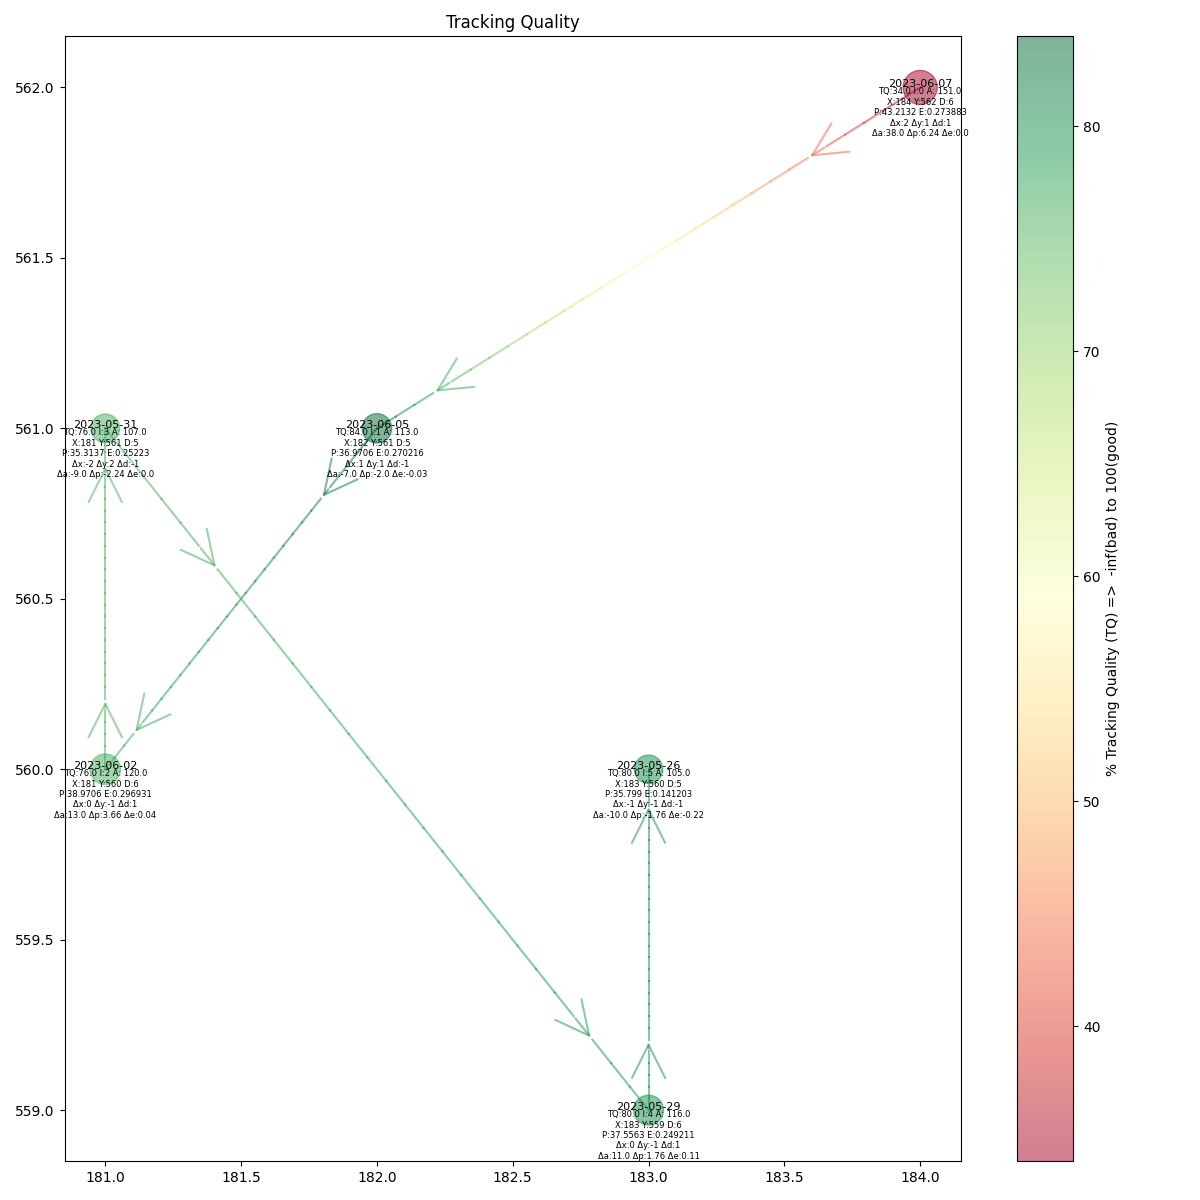 Tracking Quality
562.0
561.5
561.0
560.5
560.0
559.5
559.0
181.0
181.5
182.0
182.5
183.0
183.5
184.0
2023-06-07
TQ:34.0 I:0 A: 151.0
X:184 Y:562 D:6
P:43.2132 E:0.273883
Δx:2 Δy:1 Δd:1
Δa:38.0 Δp:6.24 Δe:0.0
2023-05-31
TQ:76.0 I:3 A: 107.0
X:181 Y:561 D:5
P:35.3137 E:0.25223
Δx:-2 Δy:2 Δd:-1
Δa:-9.0 Δp:-2.24 Δe:0.0
2023-06-05
TQ:84.0 I:1 A: 113.0
X:182 Y:561 D:5
P:36.9706 E:0.270216
Δx:1 Δy:1 Δd:-1
Δa:-7.0 Δp:-2.0 Δe:-0.03
2023-06-02
TQ:76.0 I:2 A: 120.0
X:181 Y:560 D:6
P:38.9706 E:0.296931
Δx:0 Δy:-1 Δd:1
Δa:13.0 Δp:3.66 Δe:0.04
2023-05-26
TQ:80.0 I:5 A: 105.0
X:183 Y:560 D:5
P:35.799 E:0.141203
Δx:-1 Δy:-1 Δd:-1
Δa:-10.0 Δp:-1.76 Δe:-0.22
2023-05-29
TQ:80.0 I:4 A: 116.0
X:183 Y:559 D:6
P:37.5563 E:0.249211
Δx:0 Δy:-1 Δd:1
Δa:11.0 Δp:1.76 Δe:0.11
80
70
60
50
40
% Tracking Quality (TQ) =>  -inf(bad) to 100(good)